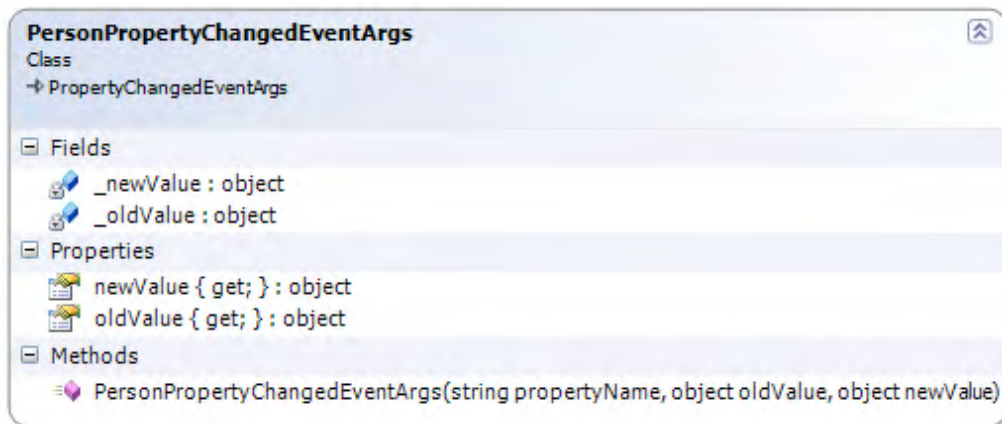 PersonPropertyChangedEventArgs
Class
PropertyChangedEventArgs
Fields
_newValue : object
_oldValue : object
Properties
newValue { get; } : object
oldValue { get; } : object
Methods
PersonPropertyChangedEventArgs(string propertyName, object oldValue, object newValue)